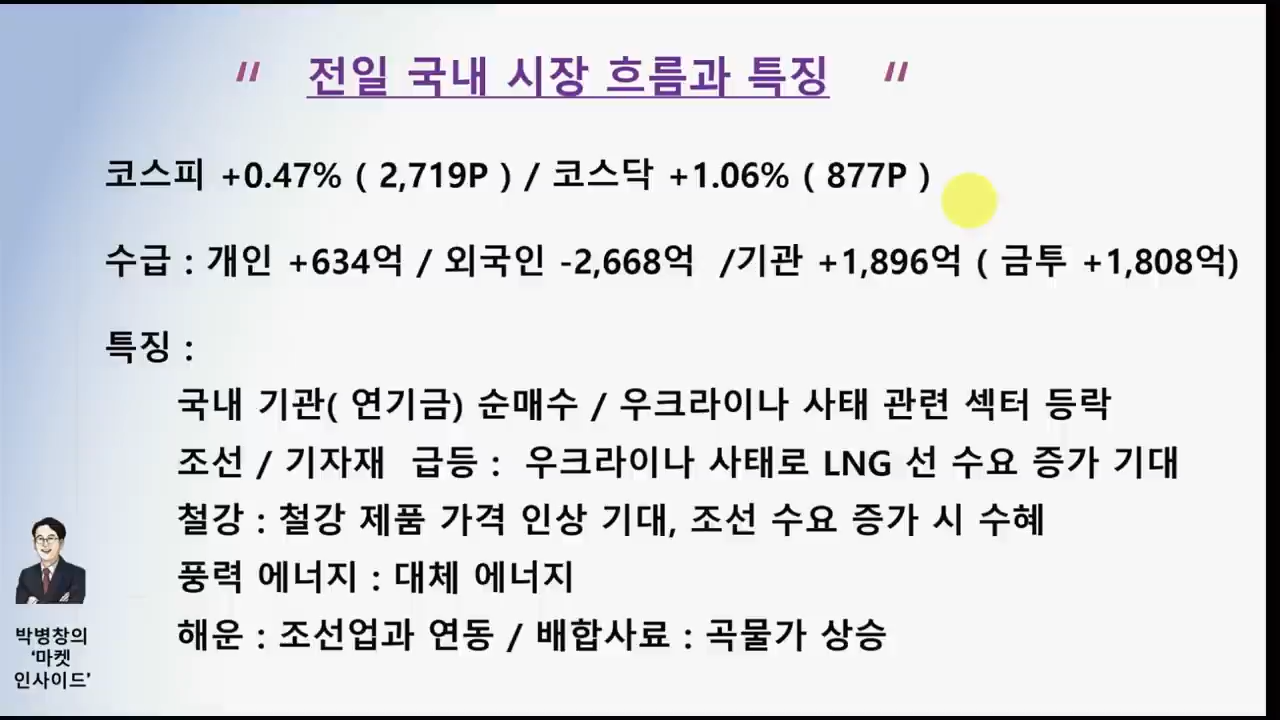 " 전일 국내 시장 흐름과 특징 "
코스피 +0.47% ( 2,719P ) / 코스닥 +1.06% ( 877P )
수급 : 개인 +634억 / 외국인 -2,668억 /기관 +1,896억 ( 금투 +1,808억)
특징 :
국내 기관( 연기금) 순매수 / 우크라이나 사태 관련 섹터 등락
조선 / 기자재 급등 : 우크라이나 사태로 LNG 선 수요 증가 기대
철강 : 철강 제품 가격 인상 기대, 조선 수요 증가 시 수혜
풍력 에너지 : 대체 에너지
해운 : 조선업과 연동 / 배합사료 : 곡물가 상승
박병창의
'마켓
인사이드'